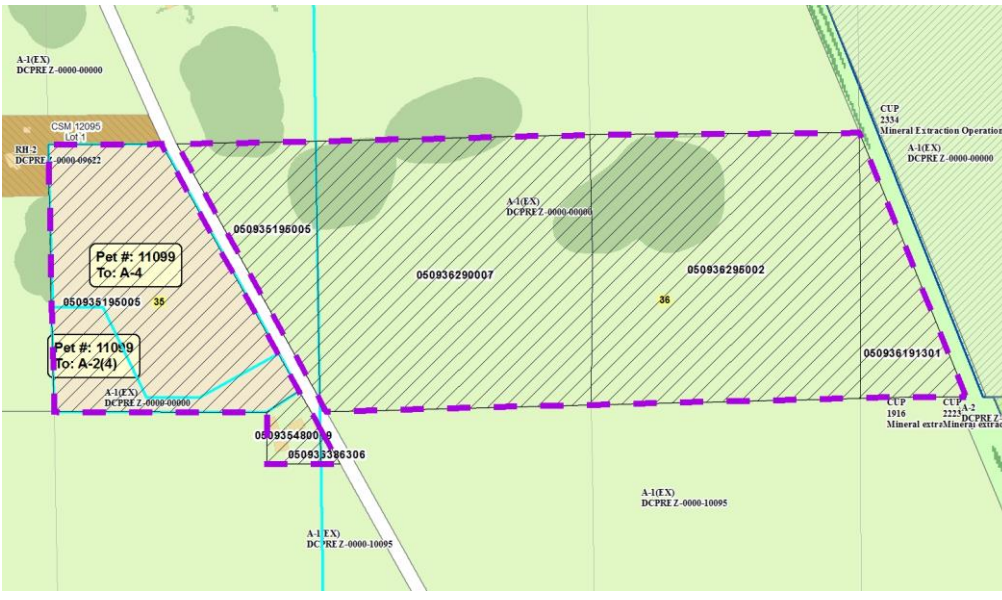 A-1(EX)
DCPREZ-0000-00000
CSM 12095
Lot 1
RH-2
DCPREZ-0000-09622
CUP
2334
Mineral Extraction Operation
A-1(EX)
DCPREZ-0000-00000
A-1(EX)
DCPREZ-0000-00000
050935195005
Pet #: 11099
To: A-4
050936290007
050936295002
050935195005
35
36
Pet #: 11099
To: A-2(4)
050936191301
A-1(EX)
DCPREZ-0000-00000
CUP
1916
Mineral extra
CUP
2223
Mineral extrac
A-2
DCPREZ-
050936386306
A-1(EX)
DCPREZ-0000-10095
A-1(EX)
DCPREZ-0000-10095